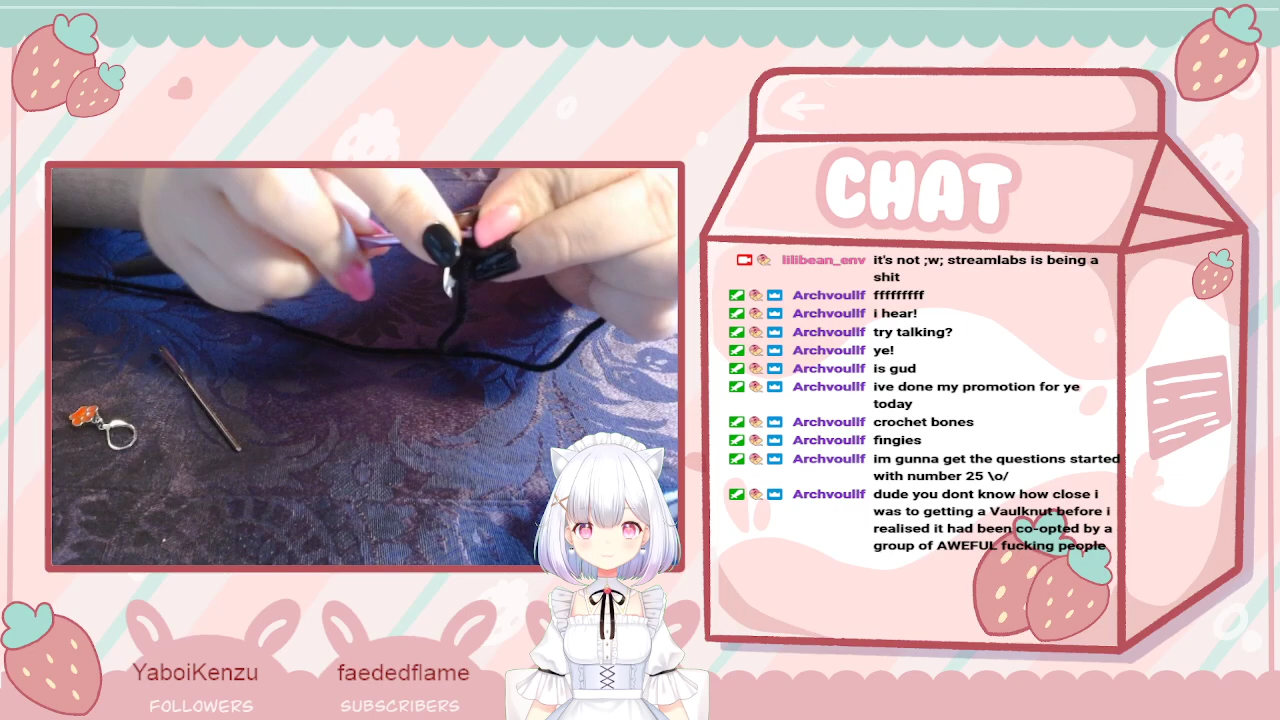 CHAT
lilibean_env it's not ;w; streamlabs is being a
shit
Archvoullf fffffffff
Archvoullf i hear!
Archvoullf try talking?
Archvoullf ye!
Archvoullf is gud
Archvoullf ive done my promotion for ye
today
Archvoullf crochet bones
Archvoullf fingies
Archvoullf im gunna get the questions started
with number 25 \o/
Archvoullf dude you dont know how close i
was to getting a Vaulknut before i
realised it had been co-opted by a
group of AWEFUL fucking people
YaboiKenzu faededflame
FOLLOWERS SUBSCRIBERS